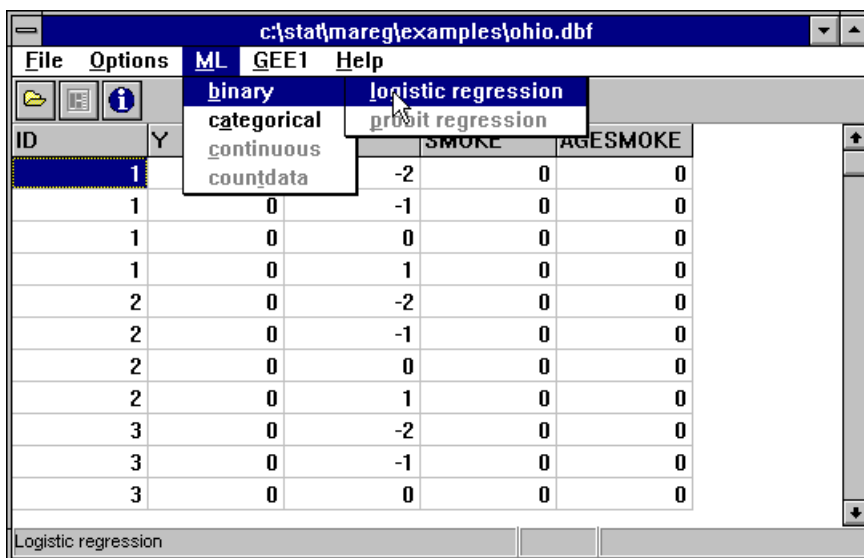 c:\stat\mareg\examples\ohio.dbf
File Options ML GEE1 Help
binary
categorical
continuous
countdata
logistic regression
probit regression
ID Y SMOKE AGESMOKE
1 -2 0 0
1 0 -1 0 0
1 0 0 0 0
1 0 1 0 0
2 0 -2 0 0
2 0 -1 0 0
2 0 0 0 0
2 0 1 0 0
3 0 -2 0 0
3 0 -1 0 0
3 0 0 0 0
Logistic regression